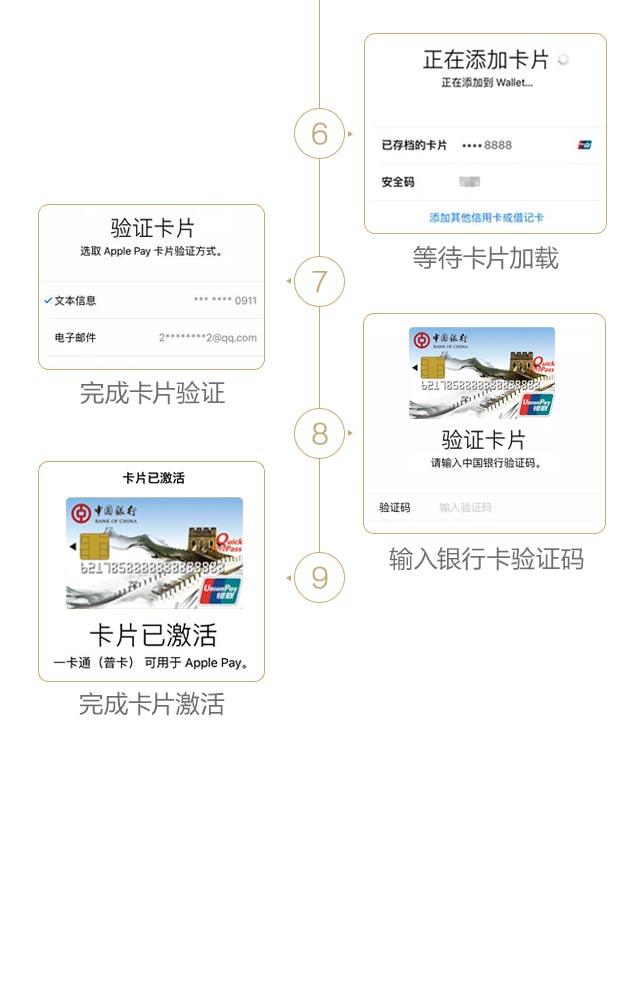 6
正在添加卡片
正在添加到 Wallet...
已存档的卡片 •••• 8888
安全码
添加其他信用卡或借记卡
等待卡片加载
7
验证卡片
选取 Apple Pay 卡片验证方式。
✓ 文本信息 *** **** 0911
电子邮件 2********2@qq.com
完成卡片验证
8
中国银行
BANK OF CHINA
Quick
Pass
UnionPay
银联
验证卡片
请输入中国银行验证码。
验证码 输入验证码
输入银行卡验证码
9
卡片已激活
中国银行
BANK OF CHINA
Quick
Pass
UnionPay
银联
卡片已激活
一卡通（普卡） 可用于 Apple Pay。
完成卡片激活